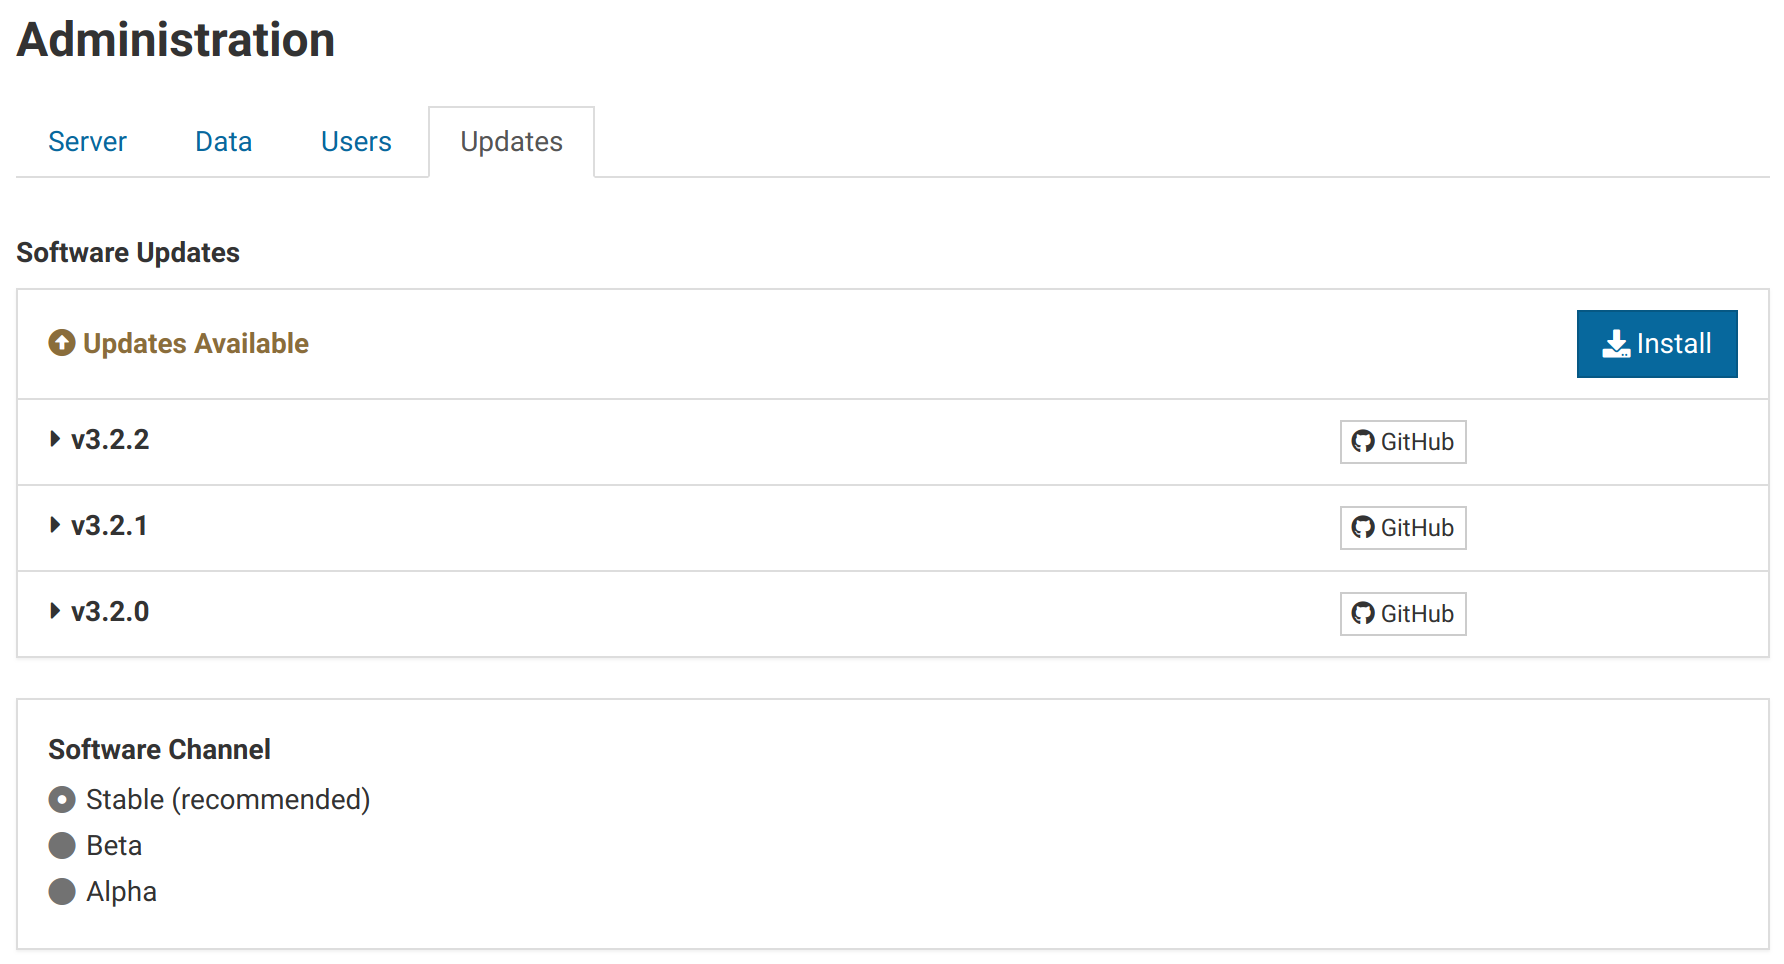 Administration
Server Data Users Updates
Software Updates
Updates Available Install
v3.2.2 GitHub
v3.2.1 GitHub
v3.2.0 GitHub
Software Channel
Stable (recommended)
Beta
Alpha